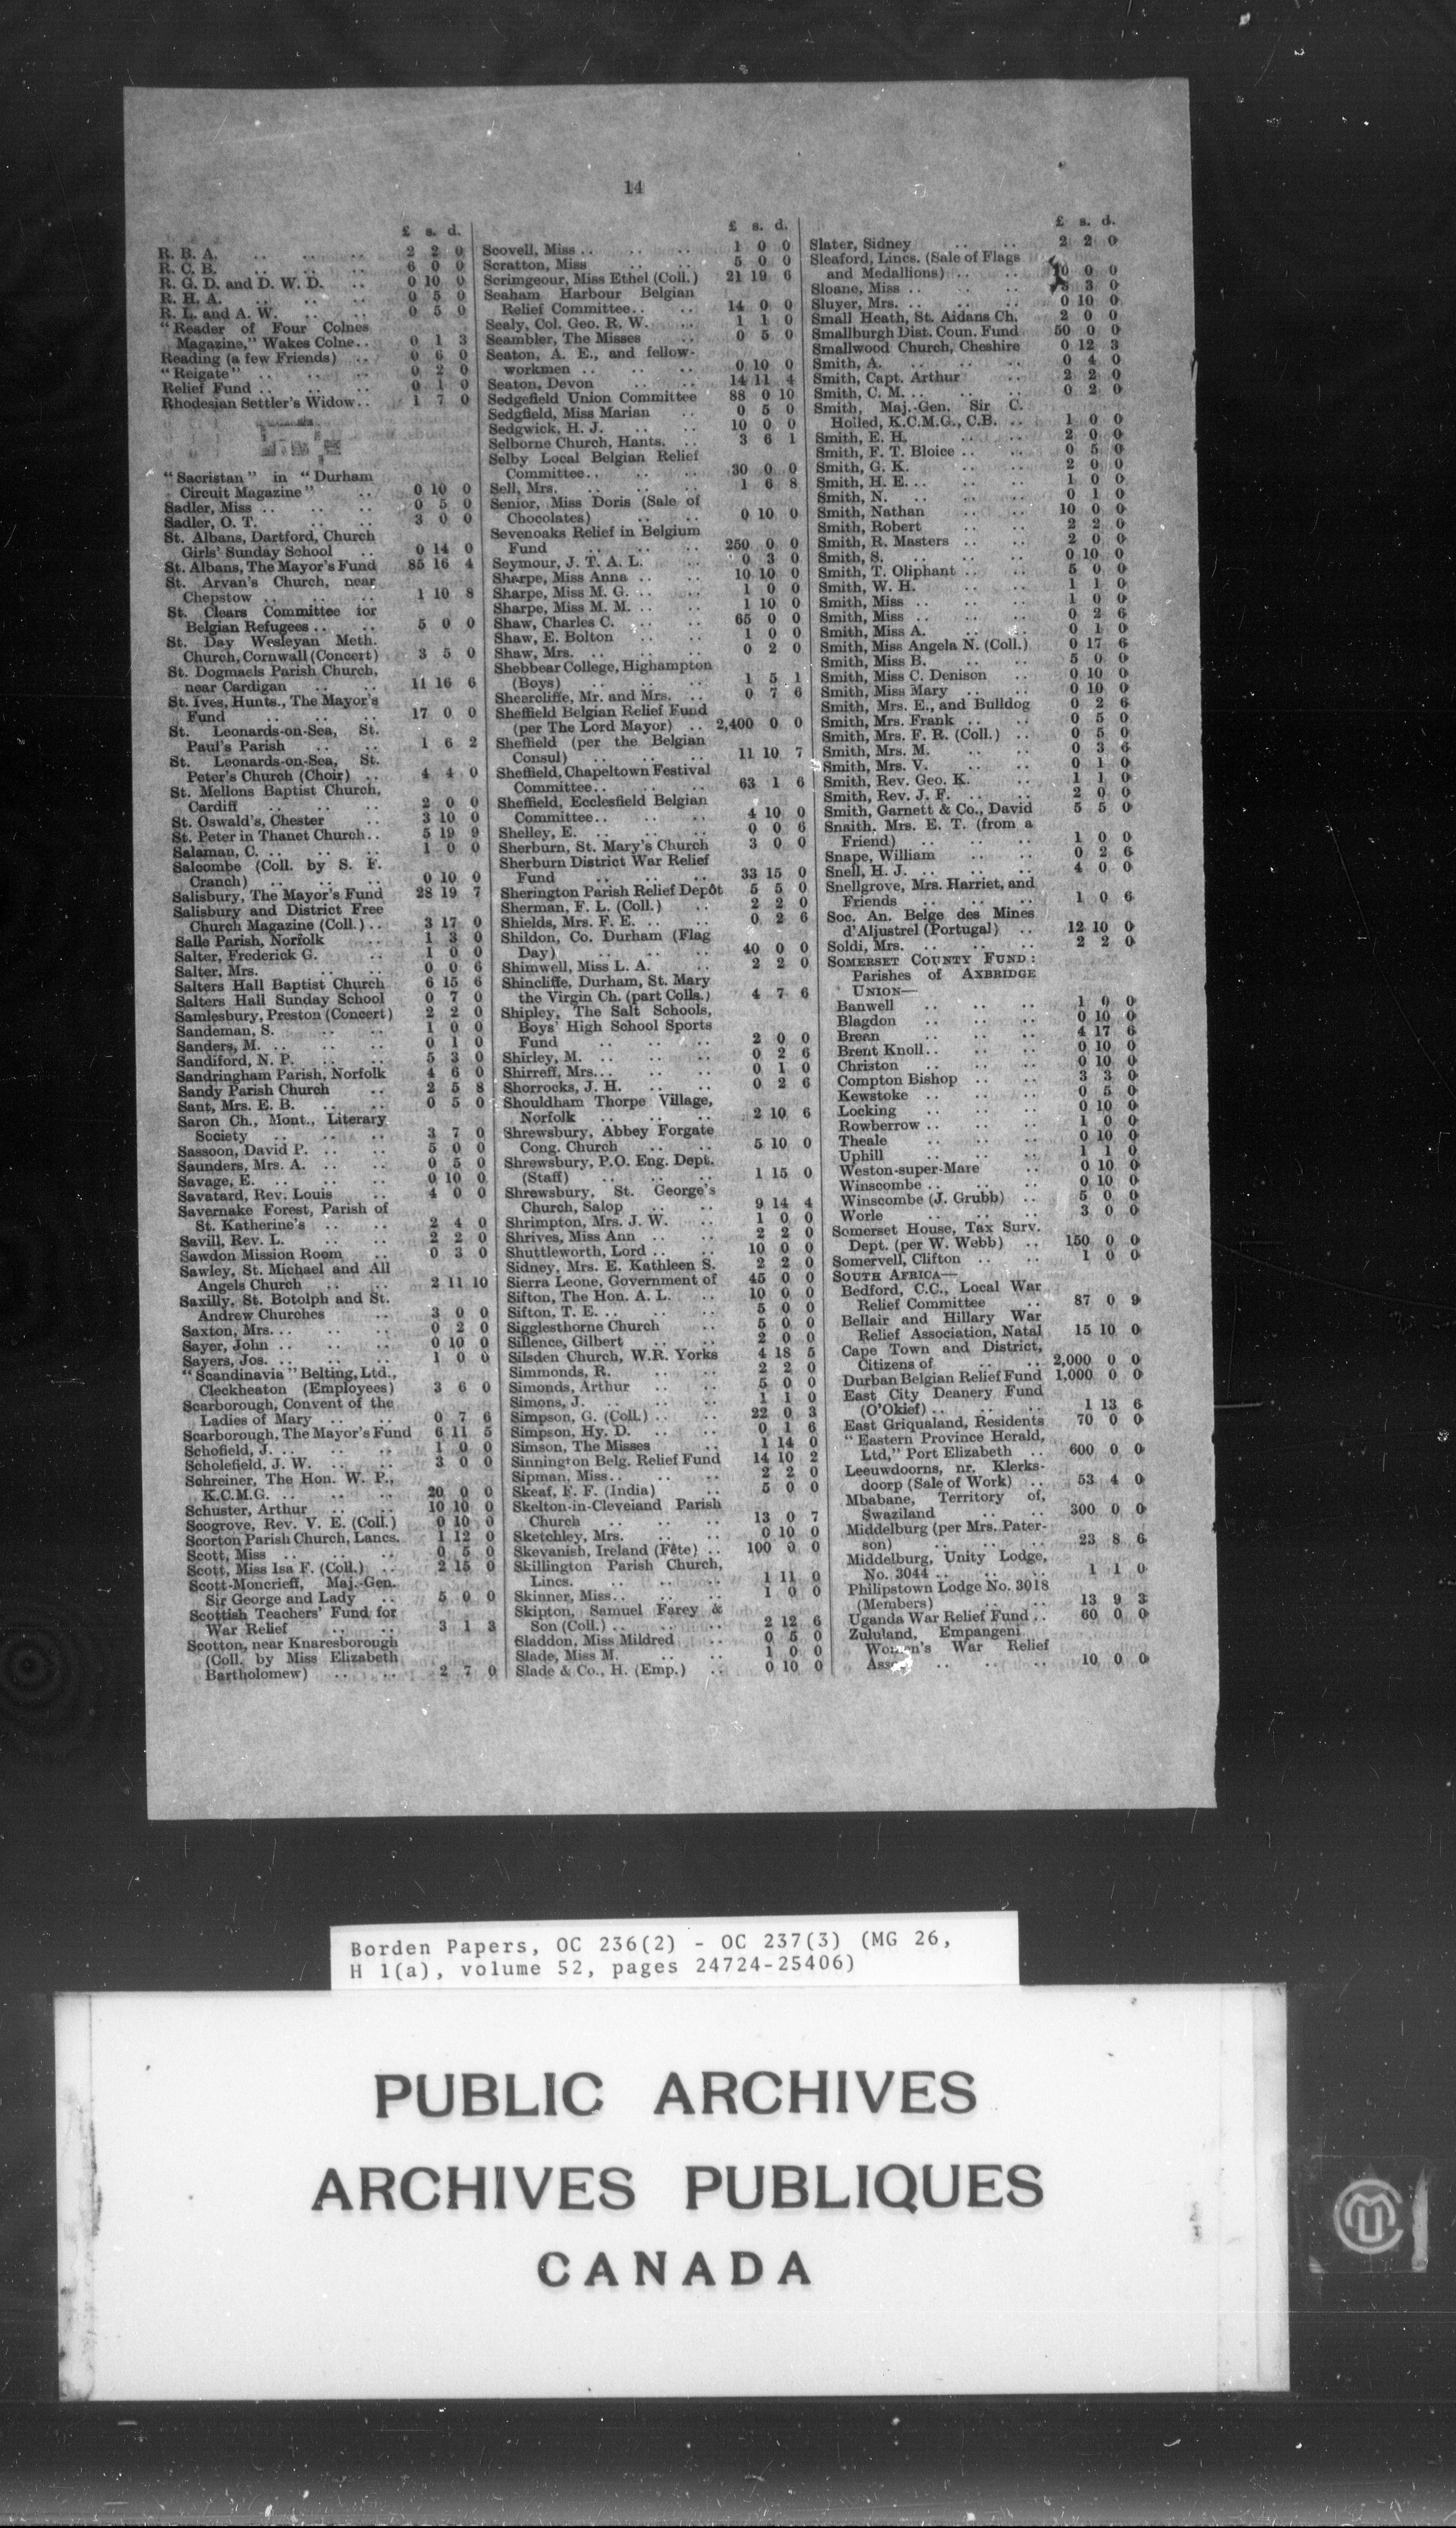 14
£ s. d.
R. B. A. .. .. .. 2 2 0
R. C. B. .. .. .. 6 0 0
R. G. D. and D. W. D. .. 0 10 0
R. H. A. .. .. .. 0 5 0
R. L. and A. W. .. .. 0 5 0
"Reader of Four Colnes
Magazine," Wakes Colne.. 0 1 3
Reading (a few Friends) .. 0 6 0
"Reigate" .. .. .. 0 2 0
Relief Fund .. .. .. 0 1 0
Rhodesian Settler's Widow.. 1 7 0
"Sacristan" in "Durham
Circuit Magazine" .. 0 10 0
Sadler, Miss .. .. .. 0 5 0
Sadler, O. T. .. .. 3 0 0
St. Albans, Dartford, Church
Girls' Sunday School .. 0 14 0
St. Albans, The Mayor's Fund 85 16 4
St. Arvan's Church, near
Chepstow .. .. .. 1 10 8
St. Clears Committee for
Belgian Refugees .. .. 5 0 0
St. Day Wesleyan Meth.
Church, Cornwall (Concert) 3 5 0
St. Dogmaels Parish Church,
near Cardigan .. .. 11 16 6
St. Ives, Hunts., The Mayor's
Fund .. .. .. 17 0 0
St. Leonards-on-Sea, St.
Paul's Parish .. .. 1 6 2
St. Leonards-on-Sea, St.
Peter's Church (Choir) .. 4 4 0
St. Mellons Baptist Church,
Cardiff .. .. .. 2 0 0
St. Oswald's, Chester .. 3 10 0
St. Peter in Thanet Church.. 5 19 9
Salaman, C. .. .. .. 1 0 0
Salcombe (Coll. by S. F.
Cranch) .. .. .. 0 10 0
Salisbury, The Mayor's Fund 28 19 7
Salisbury and District Free
Church Magazine (Coll.) .. 3 17 0
Salle Parish, Norfolk .. 1 3 0
Salter, Frederick G. .. 1 0 0
Salter, Mrs. .. .. .. 0 0 6
Salters Hall Baptist Church 6 15 6
Salters Hall Sunday School 0 7 0
Samlesbury, Preston (Concert) 2 2 0
Sandeman, S. .. .. 1 0 0
Sanders, M. .. .. .. 0 1 0
Sandiford, N. P. .. .. 5 3 0
Sandringham Parish, Norfolk 4 6 0
Sandy Parish Church .. 2 5 8
Sant, Mrs. E. B. .. .. 0 5 0
Saron Ch., Mont., Literary
Society .. .. .. 3 7 0
Sassoon, David P. .. .. 5 0 0
Saunders, Mrs. A. .. .. 0 5 0
Savage, E. .. .. .. 0 10 0
Savatard, Rev. Louis .. 4 0 0
Savernake Forest, Parish of
St. Katherine's .. .. 2 4 0
Savill, Rev. L. .. .. 2 2 0
Sawdon Mission Room .. 0 3 0
Sawley, St. Michael and All
Angels Church .. .. 2 11 10
Saxilly, St. Botolph and St.
Andrew Churches .. 3 0 0
Saxton, Mrs. .. .. .. 0 2 0
Sayer, John .. .. .. 0 10 0
Sayers, Jos. .. .. .. 1 0 0
"Scandinavia" Belting, Ltd.,
Cleckheaton (Employees) 3 6 0
Scarborough, Convent of the
Ladies of Mary .. .. 0 7 6
Scarborough, The Mayor's Fund 6 11 5
Schofield, J. .. .. .. 1 0 0
Scholefield, J. W. .. .. 3 0 0
Schreiner, The Hon. W. P.,
K.C.M.G. .. .. .. 20 0 0
Schuster, Arthur .. .. 10 10 0
Scogrove, Rev. V. E. (Coll.) 0 10 0
Scorton Parish Church, Lancs. 1 12 0
Scott, Miss .. .. .. 0 5 0
Scott, Miss Isa F. (Coll.) .. 2 15 0
Scott-Moncrieff, Maj.-Gen.
Sir George and Lady .. 5 0 0
Scottish Teachers' Fund for
War Relief .. .. 3 1 3
Scotton, near Knaresborough
(Coll. by Miss Elizabeth
Bartholomew) .. .. 2 7 0
£ s. d.
Scovell, Miss .. .. .. 1 0 0
Scratton, Miss .. .. 5 0 0
Scrimgeour, Miss Ethel (Coll.) 21 19 6
Seaham Harbour Belgian
Relief Committee.. .. 14 0 0
Sealy, Col. Geo. R. W. .. 1 1 0
Seambler, The Misses .. 0 5 0
Seaton, A. E., and fellow-
workmen .. .. .. 0 10 0
Seaton, Devon .. .. 14 11 4
Sedgefield Union Committee 88 0 10
Sedgfield, Miss Marian .. 0 5 0
Sedgwick, H. J. .. .. 10 0 0
Selborne Church, Hants. .. 3 6 1
Selby Local Belgian Relief
Committee.. .. .. 30 0 0
Sell, Mrs. .. .. .. 1 6 8
Senior, Miss Doris (Sale of
Chocolates) .. .. 0 10 0
Sevenoaks Relief in Belgium
Fund .. .. .. 250 0 0
Seymour, J. T. A. L. .. 0 3 0
Sharpe, Miss Anna .. .. 10 10 0
Sharpe, Miss M. G. .. .. 1 0 0
Sharpe, Miss M. M. .. .. 1 10 0
Shaw, Charles C. .. .. 65 0 0
Shaw, E. Bolton .. .. 1 0 0
Shaw, Mrs. .. .. .. 0 2 0
Shebbear College, Highampton
(Boys) .. .. .. 1 5 1
Shearcliffe, Mr. and Mrs. .. 0 7 6
Sheffield Belgian Relief Fund
(per The Lord Mayor) .. 2,400 0 0
Sheffield (per the Belgian
Consul) .. .. .. 11 10 7
Sheffield, Chapeltown Festival
Committee.. .. .. 63 1 6
Sheffield, Ecclesfield Belgian
Committee.. .. .. 4 10 0
Shelley, E. .. .. .. 0 0 6
Sherburn, St. Mary's Church 3 0 0
Sherburn District War Relief
Fund .. .. .. 33 15 0
Sherington Parish Relief Depôt 5 5 0
Sherman, F. L. (Coll.) .. 2 2 0
Shields, Mrs. F. E. .. .. 0 2 6
Shildon, Co. Durham (Flag
Day) .. .. .. 40 0 0
Shimwell, Miss L. A. .. 2 2 0
Shincliffe, Durham, St. Mary
the Virgin Ch. (part Colls.) 4 7 6
Shipley, The Salt Schools,
Boys' High School Sports
Fund .. .. .. 2 0 0
Shirley, M. .. .. .. 0 2 6
Shirreff, Mrs... .. .. 0 1 0
Shorrocks, J. H. .. .. 0 2 6
Shouldham Thorpe Village,
Norfolk .. .. .. 2 10 6
Shrewsbury, Abbey Forgate
Cong. Church .. .. 5 10 0
Shrewsbury, P.O. Eng. Dept.
(Staff) .. .. .. 1 15 0
Shrewsbury, St. George's
Church, Salop .. .. 9 14 4
Shrimpton, Mrs. J. W. .. 1 0 0
Shrives, Miss Ann .. .. 2 2 0
Shuttleworth, Lord .. .. 10 0 0
Sidney, Mrs. E. Kathleen S. 2 2 0
Sierra Leone, Government of 45 0 0
Sifton, The Hon. A. L. .. 10 0 0
Sifton, T. E. .. .. .. 5 0 0
Sigglesthorne Church .. 5 0 0
Sillence, Gilbert .. .. 2 0 0
Silsden Church, W.R. Yorks 4 18 5
Simmonds, R. .. .. 2 2 0
Simonds, Arthur .. .. 5 0 0
Simons, J. .. .. .. 1 1 0
Simpson, G. (Coll.) .. .. 22 0 3
Simpson, Hy. D. .. .. 0 1 6
Simson, The Misses .. 1 14 0
Sinnington Belg. Relief Fund 14 10 2
Sipman, Miss.. .. .. 2 2 0
Skeaf, F. F. (India) .. 5 0 0
Skelton-in-Cleveland Parish
Church .. .. .. 13 0 7
Sketchley, Mrs. .. .. 0 10 0
Skevanish, Ireland (Fête) .. 100 0 0
Skillington Parish Church,
Lincs. .. .. .. 1 11 0
Skinner, Miss.. .. .. 1 0 0
Skipton, Samuel Farey &
Son (Coll.) .. .. .. 2 12 6
Sladdon, Miss Mildred .. 0 5 0
Slade, Miss M. .. .. 1 0 0
Slade & Co., H. (Emp.) .. 0 10 0
£ s. d.
Slater, Sidney .. .. 2 2 0
Sleaford, Lincs. (Sale of Flags
and Medallions) .. .. 0 0
Sloane, Miss .. .. .. 3 0
Sluyer, Mrs. .. .. .. 0 10 0
Small Heath, St. Aidans Ch. 2 0 0
Smallburgh Dist. Coun. Fund 50 0 0
Smallwood Church, Cheshire 0 12 3
Smith, A. .. .. .. 0 4 0
Smith, Capt. Arthur .. 2 2 0
Smith, C. M. .. .. .. 0 2 0
Smith, Maj.-Gen. Sir C.
Holled, K.C.M.G., C.B. .. 1 0 0
Smith, E. H. .. .. 2 0 0
Smith, F. T. Bloice .. .. 0 5 0
Smith, G. K. .. .. 2 0 0
Smith, H. E. .. .. .. 1 0 0
Smith, N. .. .. .. 0 1 0
Smith, Nathan .. .. 10 0 0
Smith, Robert .. .. 2 2 0
Smith, R. Masters .. .. 2 0 0
Smith, S. .. .. .. 0 10 0
Smith, T. Oliphant .. .. 5 0 0
Smith, W. H. .. .. 1 1 0
Smith, Miss .. .. .. 1 0 0
Smith, Miss .. .. .. 0 2 6
Smith, Miss A. .. .. 0 1 0
Smith, Miss Angela N. (Coll.) 0 17 6
Smith, Miss B. .. .. 5 0 0
Smith, Miss C. Denison .. 0 10 0
Smith, Miss Mary .. .. 0 10 0
Smith, Mrs. E., and Bulldog 0 2 6
Smith, Mrs. Frank .. .. 0 5 0
Smith, Mrs. F. R. (Coll.) .. 0 5 0
Smith, Mrs. M. .. .. 0 3 6
Smith, Mrs. V. .. .. 0 1 0
Smith, Rev. Geo. K. .. 1 1 0
Smith, Rev. J. F. .. .. 2 0 0
Smith, Garnett & Co., David 5 5 0
Snaith, Mrs. E. T. (from a
Friend) .. .. .. 1 0 0
Snape, William .. .. 0 2 6
Snell, H. J. .. .. .. 4 0 0
Snellgrove, Mrs. Harriet, and
Friends .. .. .. 1 0 6
Soc. An. Belge des Mines
d'Aljustrel (Portugal) .. 12 10 0
Soldi, Mrs. .. .. .. 2 2 0
SOMERSET COUNTY FUND:
Parishes of AXBRIDGE
UNION—
Banwell .. .. .. 1 0 0
Blagdon .. .. .. 0 10 0
Brean .. .. .. 4 17 6
Brent Knoll.. .. .. 0 10 0
Christon .. .. .. 0 10 0
Compton Bishop .. .. 3 3 0
Kewstoke .. .. .. 0 5 0
Locking .. .. .. 0 10 0
Rowberrow .. .. .. 1 0 0
Theale .. .. .. 0 10 0
Uphill .. .. .. 1 1 0
Weston-super-Mare .. 0 10 0
Winscombe .. .. .. 0 10 0
Winscombe (J. Grubb) .. 5 0 0
Worle .. .. .. 3 0 0
Somerset House, Tax Surv.
Dept. (per W. Webb) .. 150 0 0
Somervell, Clifton .. .. 1 0 0
SOUTH AFRICA—
Bedford, C.C., Local War
Relief Committee .. 87 0 9
Bellair and Hillary War
Relief Association, Natal 15 10 0
Cape Town and District,
Citizens of .. .. 2,000 0 0
Durban Belgian Relief Fund 1,000 0 0
East City Deanery Fund
(O'Okief) .. .. .. 1 13 6
East Griqualand, Residents 70 0 0
"Eastern Province Herald,
Ltd," Port Elizabeth .. 600 0 0
Leeuwdoorns, nr. Klerks-
doorp (Sale of Work) .. 53 4 0
Mbabane, Territory of,
Swaziland .. .. 300 0 0
Middelburg (per Mrs. Pater-
son) .. .. .. 23 8 6
Middelburg, Unity Lodge,
No. 3044 .. .. .. 1 1 0
Philipstown Lodge No. 3018
(Members) .. .. 13 9 3
Uganda War Relief Fund .. 60 0 0
Zululand, Empangeni
Women's War Relief
.. .. .. 10 0 0
Borden Papers, OC 236(2) - OC 237(3) (MG 26,
H 1(a), volume 52, pages 24724-25406)
PUBLIC ARCHIVES
ARCHIVES PUBLIQUES
CANADA